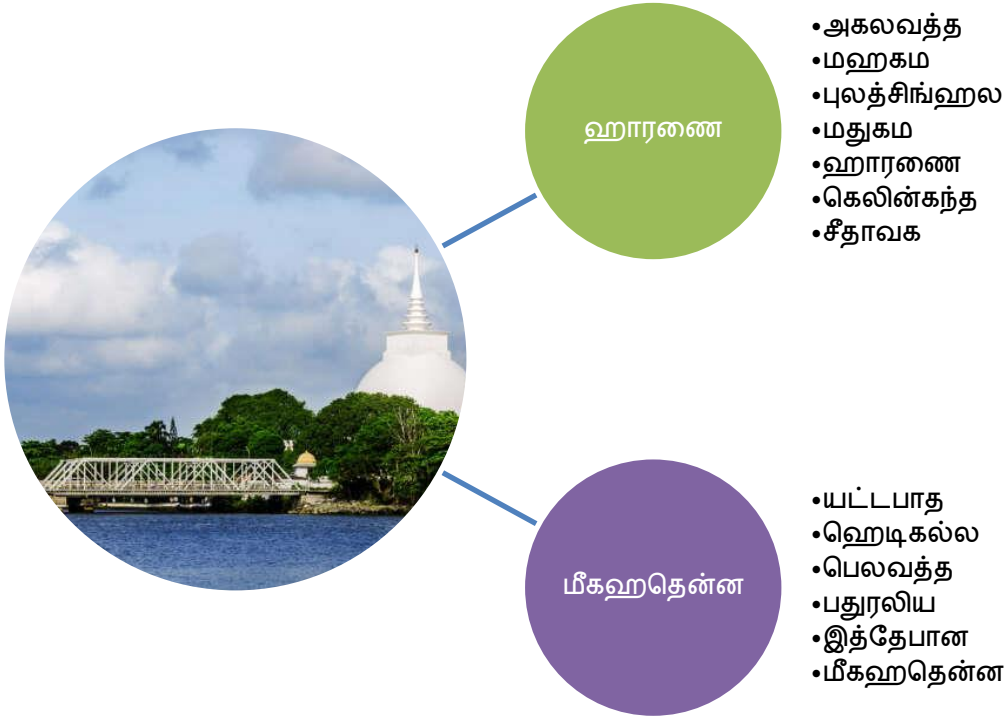 ஹாரணை
•அகலவத்த
•மஹகம
•புலத்சிங்ஹல
•மதுகம
•ஹாரணை
•கெலின்கந்த
•சீதாவக
மீகஹதென்ன
•யட்டபாத
•ஹெடிகல்ல
•பெலவத்த
•பதுரலிய
•இத்தேபான
•மீகஹதென்ன